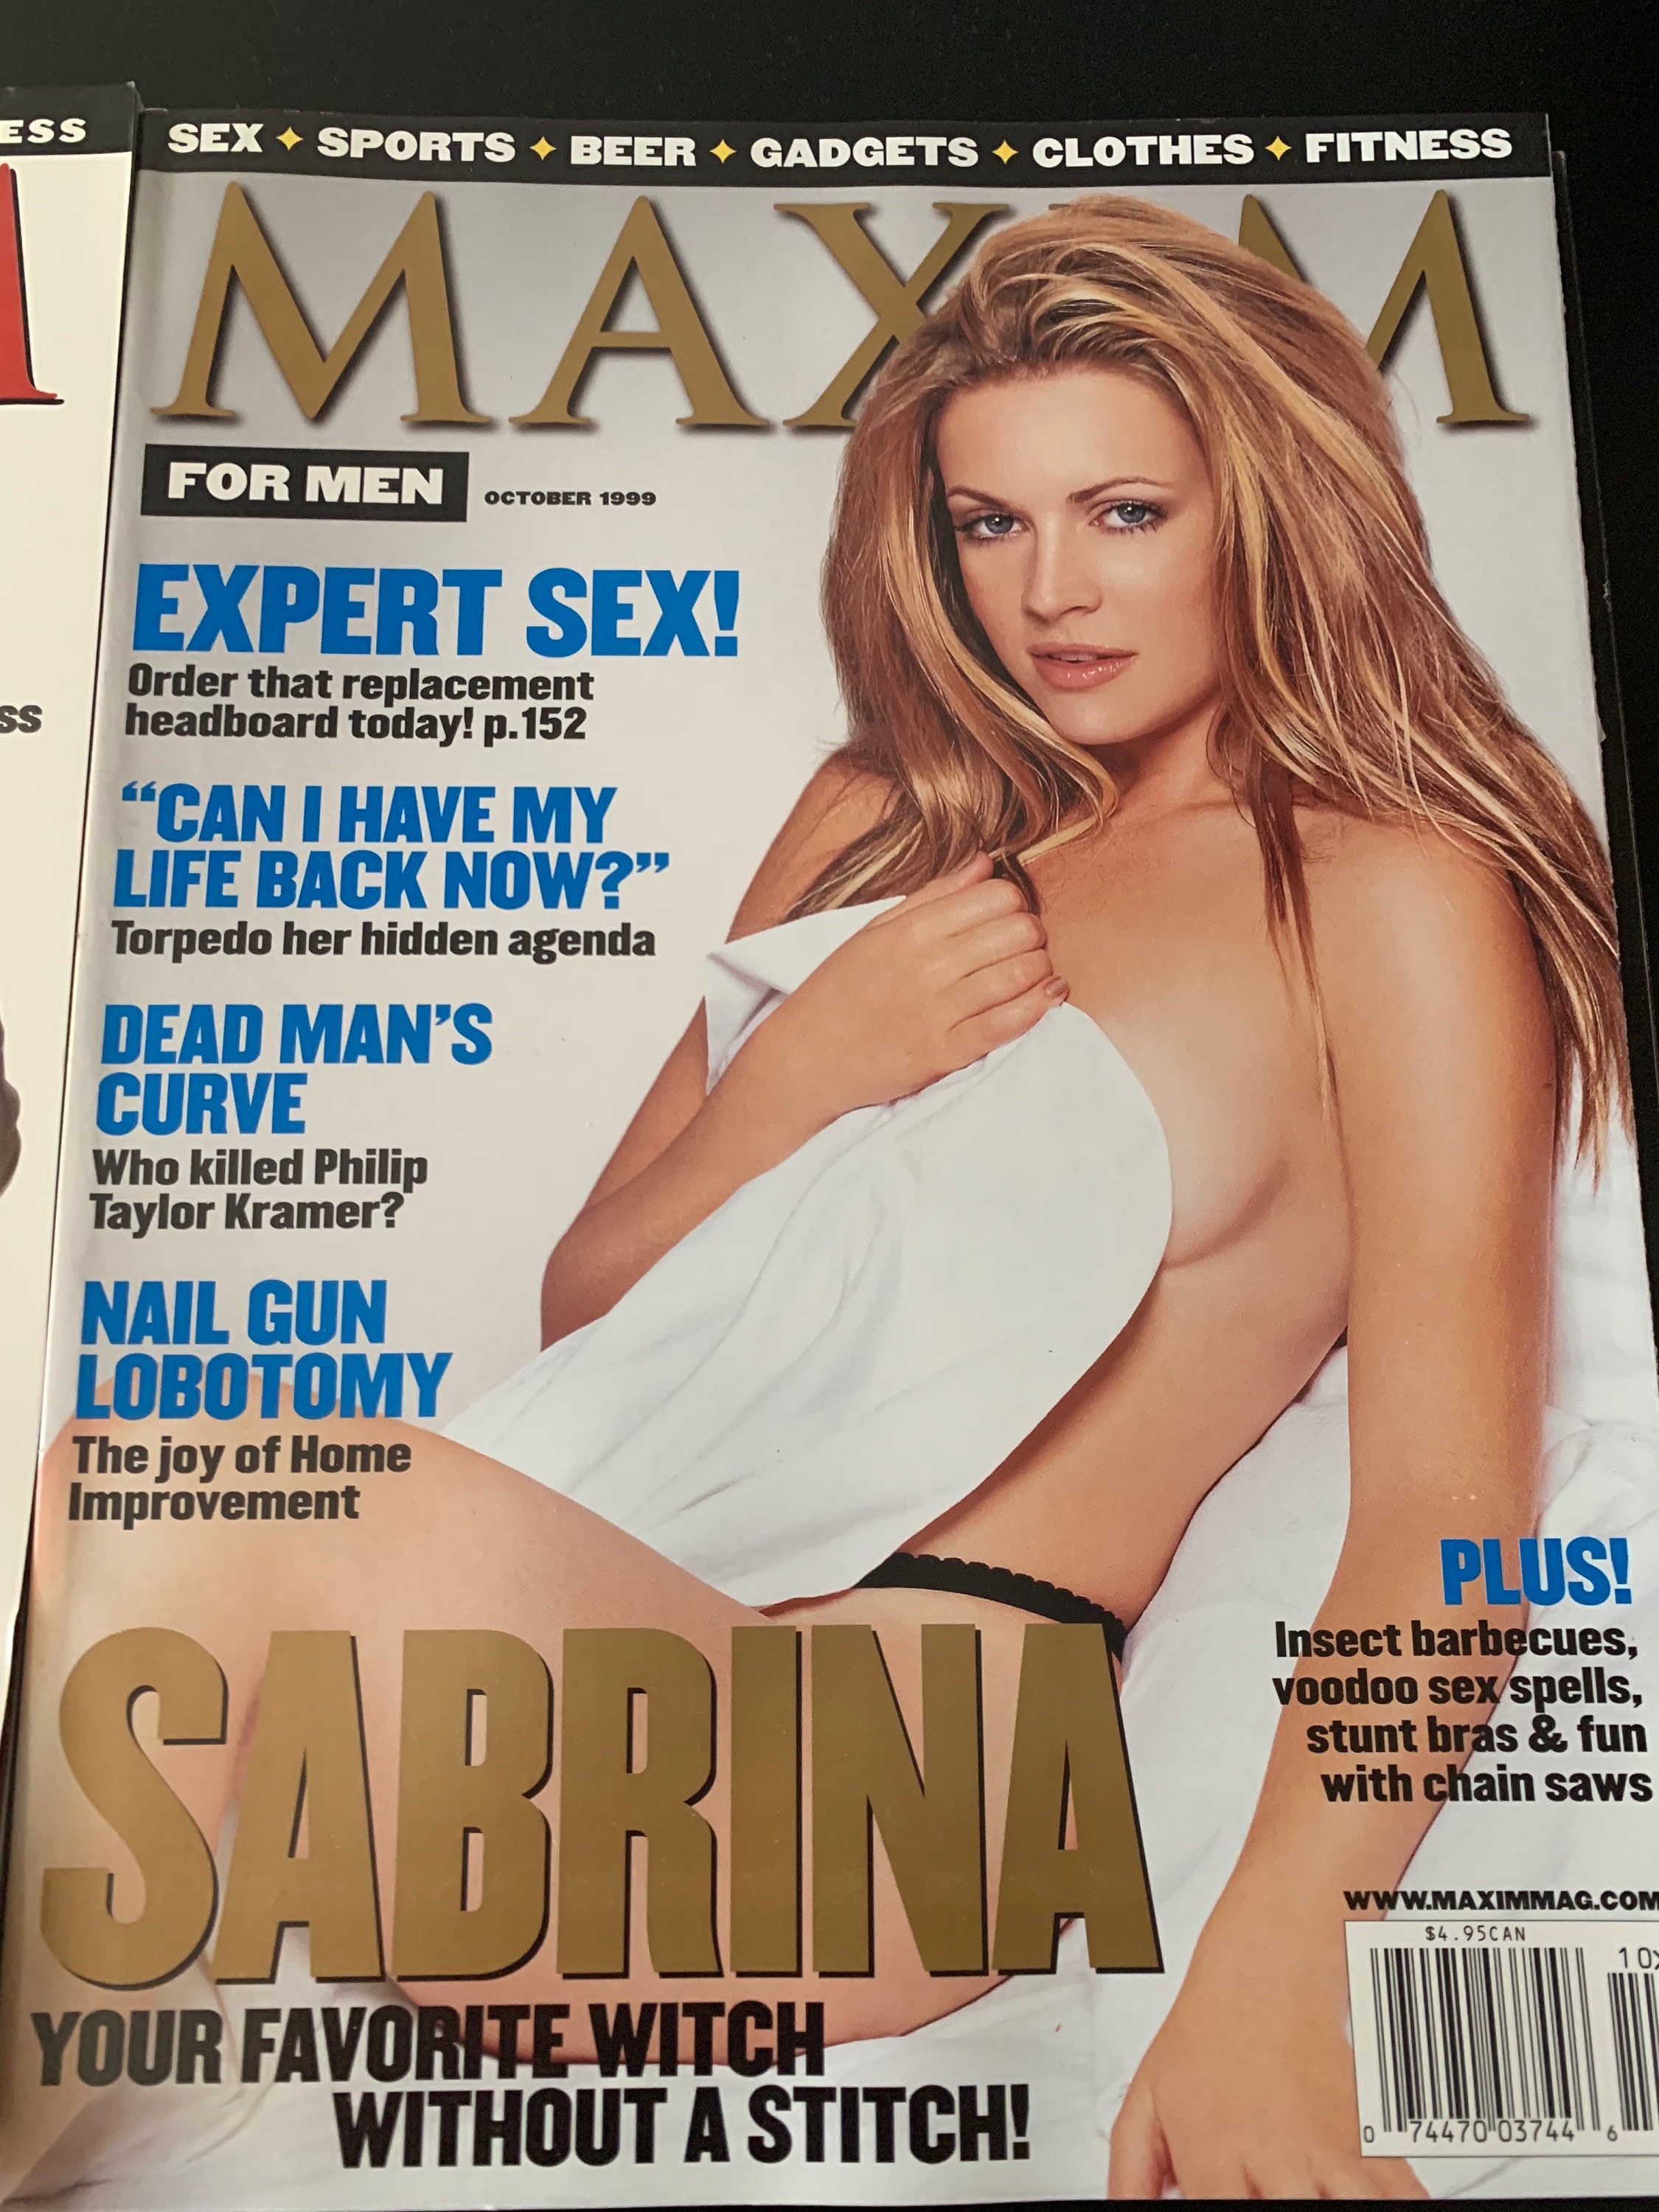 ESS
SS
SEX ✦ SPORTS ✦ BEER ✦ GADGETS ✦ CLOTHES ✦ FITNESS
MAXIM
FOR MEN
OCTOBER 1999
EXPERT SEX!
Order that replacement
headboard today! p.152
“CAN I HAVE MY
LIFE BACK NOW?”
Torpedo her hidden agenda
DEAD MAN’S
CURVE
Who killed Philip
Taylor Kramer?
NAIL GUN
LOBOTOMY
The joy of Home
Improvement
PLUS!
Insect barbecues,
voodoo sex spells,
stunt bras & fun
with chain saws
SABRINA
YOUR FAVORITE WITCH
WITHOUT A STITCH!
WWW.MAXIMMAG.COM
$4.95CAN
10
0 74470 03744 6